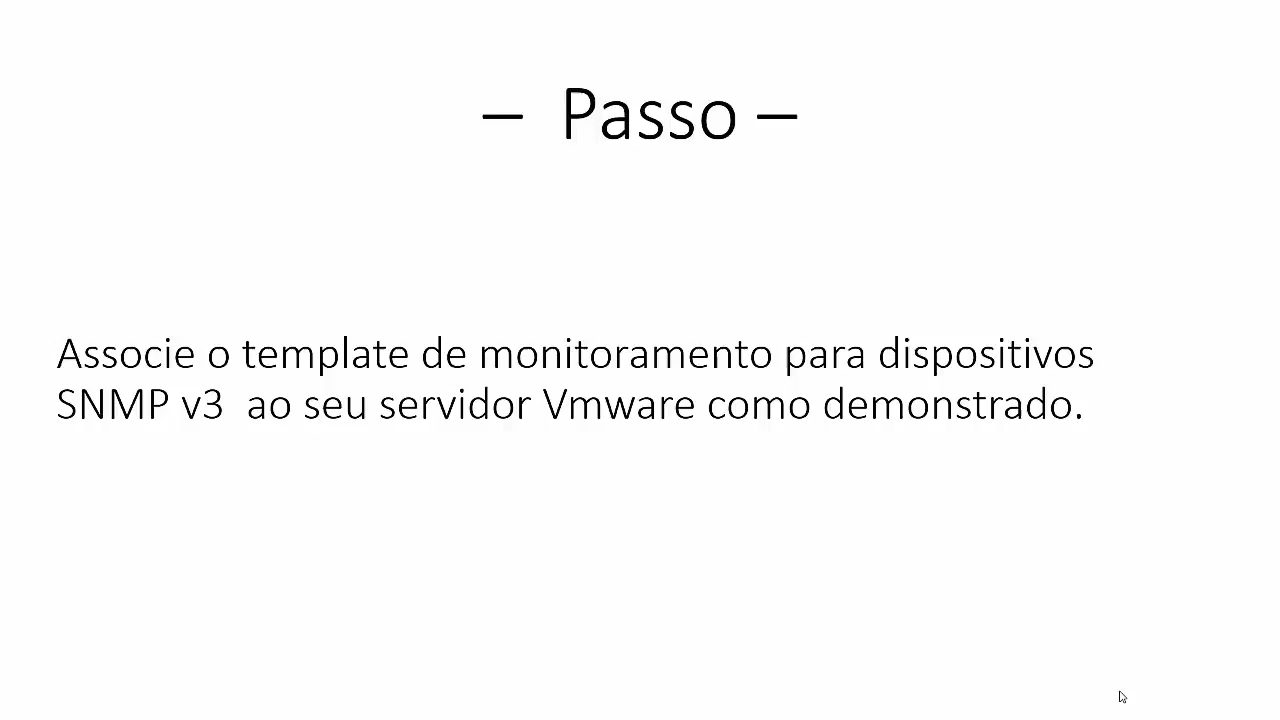 – Passo –
Associe o template de monitoramento para dispositivos
SNMP v3 ao seu servidor Vmware como demonstrado.